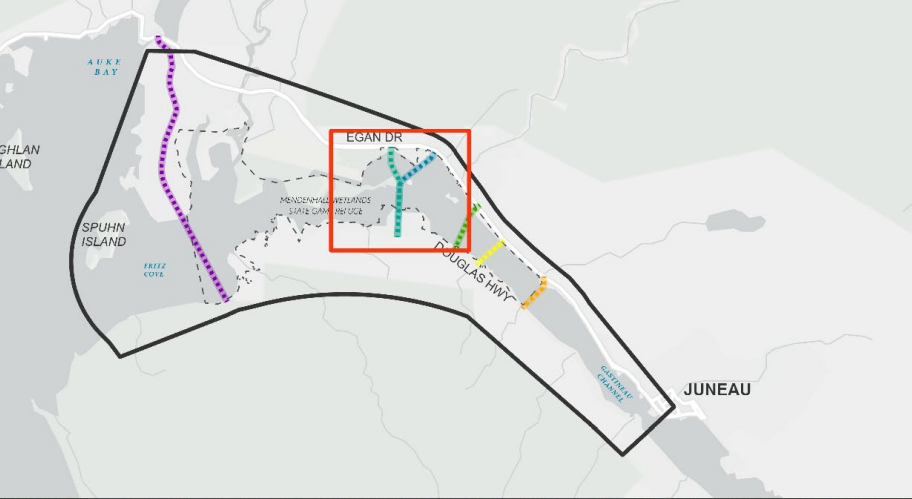 AUKE
BAY
GHLAN
LAND
EGAN DR
MENDENHALL WETLANDS
STATE GAME REFUGE
SPUHN
ISLAND
FRITZ
COVE
DOUGLAS HWY
GASTINEAU
CHANNEL
JUNEAU